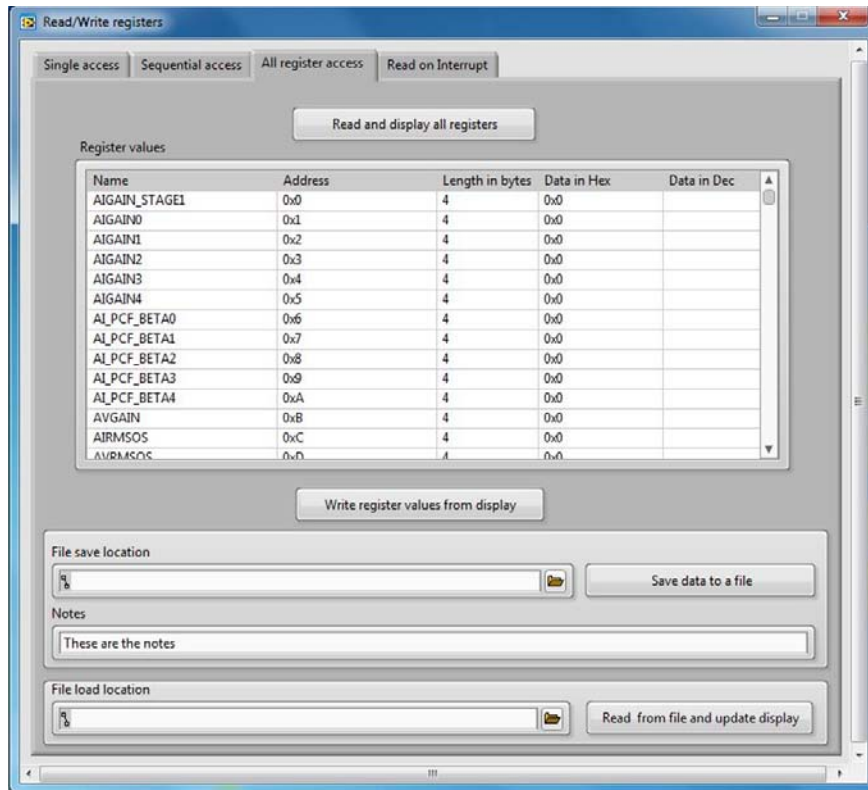 Read/Write registers
Single access Sequential access All register access Read on Interrupt
Read and display all registers
Register values
Name Address Length in bytes Data in Hex Data in Dec
AIGAIN_STAGE1 0x0 4 0x0
AIGAIN0 0x1 4 0x0
AIGAIN1 0x2 4 0x0
AIGAIN2 0x3 4 0x0
AIGAIN3 0x4 4 0x0
AIGAIN4 0x5 4 0x0
AI_PCF_BETA0 0x6 4 0x0
AI_PCF_BETA1 0x7 4 0x0
AI_PCF_BETA2 0x8 4 0x0
AI_PCF_BETA3 0x9 4 0x0
AI_PCF_BETA4 0xA 4 0x0
AVGAIN 0xB 4 0x0
AIRMSOS 0xC 4 0x0
AVRMSOS 0xD 4 0x0
Write register values from display
File save location
Save data to a file
Notes
These are the notes
File load location
Read from file and update display